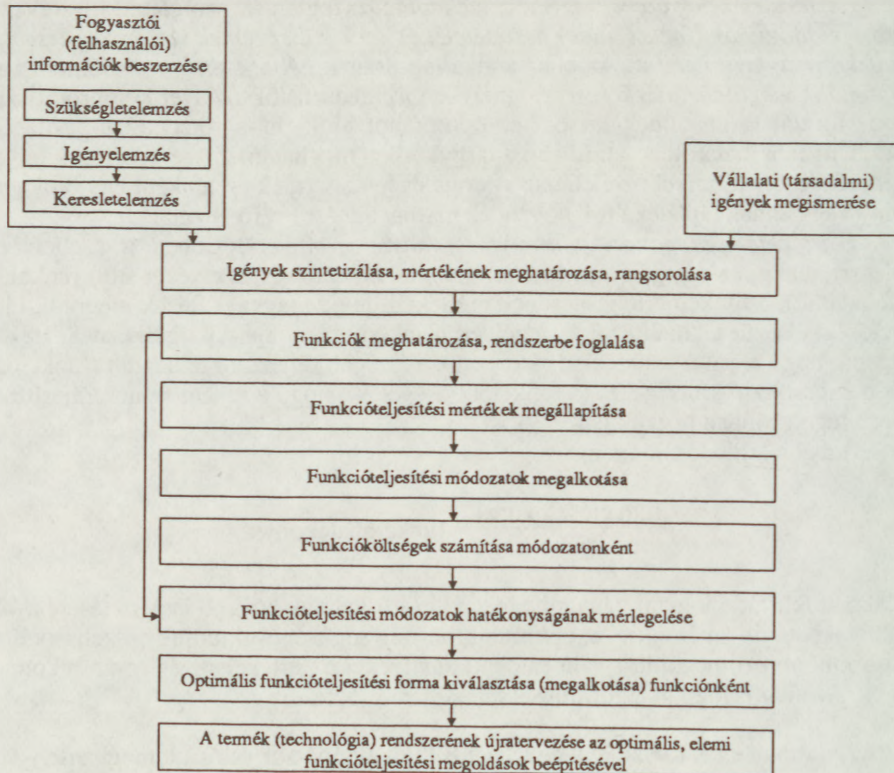 Fogyasztói
(felhasználói)
információk beszerzése
Szükségletelemzés
Igényelemzés
Keresletelemzés
Vállalati (társadalmi)
igények megismerése
Igények szintetizálása, mértékének meghatározása, rangsorolása
Funkciók meghatározása, rendszerbe foglalása
Funkcióteljesítési mértékek megállapítása
Funkcióteljesítési módozatok megalkotása
Funkcióköltségek számítása módozatonként
Funkcióteljesítési módozatok hatékonyságának mérlegelése
Optimális funkcióteljesítési forma kiválasztása (megalkotása) funkciónként
A termék (technológia) rendszerének újratervezése az optimális, elemi
funkcióteljesítési megoldások beépítésével